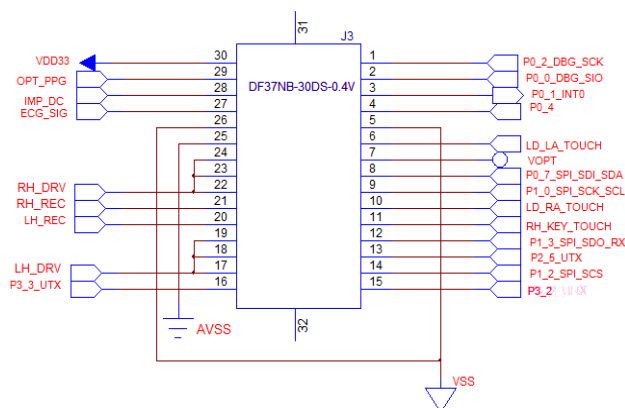 31
J3
VDD33 30 1 P0_2_DBG_SCK
OPT_PPG 29 2 P0_0_DBG_SIO
DF37NB-30DS-0.4V
IMP_DC 28 3 P0_1_INT0
ECG_SIG 27 4 P0_4
26 5
25 6 LD_LA_TOUCH
24 7 VOPT
23 8 P0_7_SPI_SDI_SDA
RH_DRV 22 9 P1_0_SPI_SCK_SCL
RH_REC 21 10 LD_RA_TOUCH
LH_REC 20 11 RH_KEY_TOUCH
19 12 P1_3_SPI_SDO_RX
18 13 P2_5_UTX
LH_DRV 17 14 P1_2_SPI_SCS
P3_3_UTX 16 15 P3_2
32
AVSS
VSS